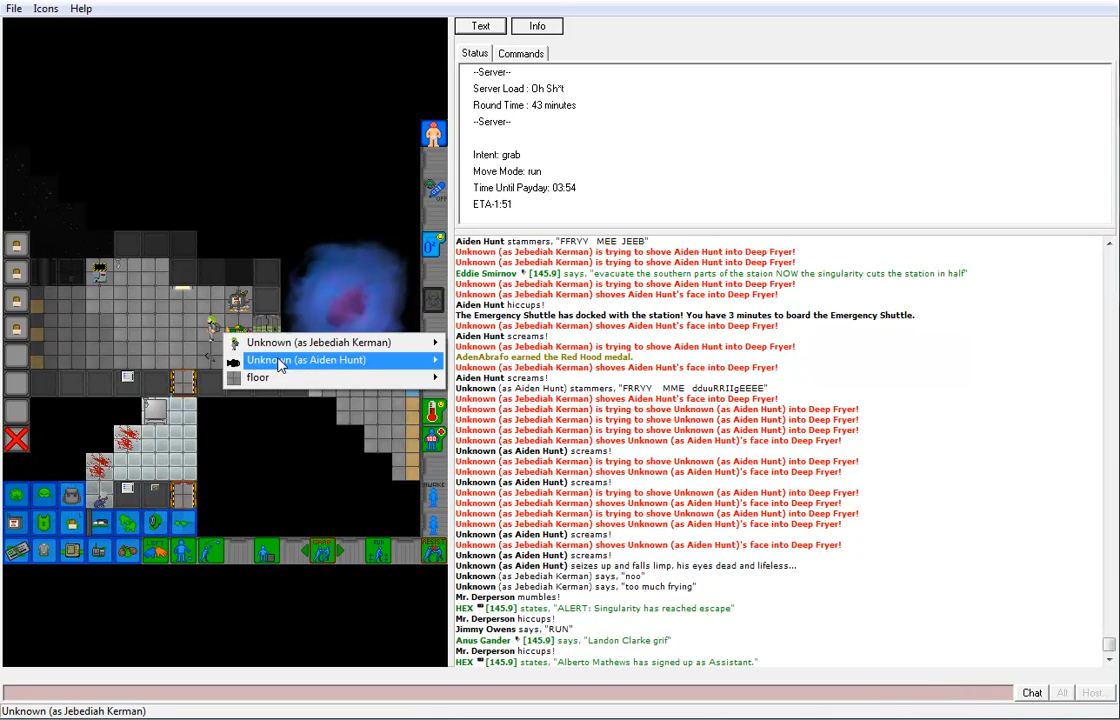 File Icons Help
Text Info
Status Commands
--Server--
Server Load : Oh Sh*t
Round Time : 43 minutes
--Server--
Intent: grab
Move Mode: run
Time Until Payday: 03:54
ETA-1:51
Aiden Hunt stammers, "FFRYY MEE JEEB"
Unknown (as Jebediah Kerman) is trying to shove Aiden Hunt into Deep Fryer!
Unknown (as Jebediah Kerman) is trying to shove Aiden Hunt into Deep Fryer!
Eddie Smirnov [145.9] says, "evacuate the southern parts of the staion NOW the singularity cuts the station in half"
Unknown (as Jebediah Kerman) is trying to shove Aiden Hunt into Deep Fryer!
Unknown (as Jebediah Kerman) shoves Aiden Hunt's face into Deep Fryer!
Aiden Hunt hiccups!
The Emergency Shuttle has docked with the station! You have 3 minutes to board the Emergency Shuttle.
Unknown (as Jebediah Kerman) shoves Aiden Hunt's face into Deep Fryer!
Aiden Hunt screams!
Unknown (as Jebediah Kerman) is trying to shove Aiden Hunt into Deep Fryer!
AdenAbrafo earned the Red Hood medal.
Aiden Hunt screams!
Unknown (as Aiden Hunt) stammers, "FRRYY MME dduuRRIIgEEEE"
Unknown (as Jebediah Kerman) shoves Aiden Hunt's face into Deep Fryer!
Unknown (as Jebediah Kerman) is trying to shove Unknown (as Aiden Hunt) into Deep Fryer!
Unknown (as Jebediah Kerman) is trying to shove Unknown (as Aiden Hunt) into Deep Fryer!
Unknown (as Jebediah Kerman) is trying to shove Unknown (as Aiden Hunt) into Deep Fryer!
Unknown (as Jebediah Kerman) shoves Unknown (as Aiden Hunt)'s face into Deep Fryer!
Unknown (as Aiden Hunt) screams!
Unknown (as Jebediah Kerman) is trying to shove Unknown (as Aiden Hunt) into Deep Fryer!
Unknown (as Jebediah Kerman) shoves Unknown (as Aiden Hunt)'s face into Deep Fryer!
Unknown (as Aiden Hunt) screams!
Unknown (as Jebediah Kerman) is trying to shove Unknown (as Aiden Hunt) into Deep Fryer!
Unknown (as Jebediah Kerman) shoves Unknown (as Aiden Hunt)'s face into Deep Fryer!
Unknown (as Jebediah Kerman) is trying to shove Unknown (as Aiden Hunt) into Deep Fryer!
Unknown (as Jebediah Kerman) shoves Unknown (as Aiden Hunt)'s face into Deep Fryer!
Unknown (as Aiden Hunt) screams!
Unknown (as Jebediah Kerman) shoves Unknown (as Aiden Hunt)'s face into Deep Fryer!
Unknown (as Aiden Hunt) screams!
Unknown (as Aiden Hunt) seizes up and falls limp, his eyes dead and lifeless...
Unknown (as Jebediah Kerman) says, "noo"
Unknown (as Jebediah Kerman) says, "too much frying"
Mr. Derperson mumbles!
HEX [145.9] states, "ALERT: Singularity has reached escape"
Mr. Derperson hiccups!
Jimmy Owens says, "RUN"
Anus Gander [145.9] says, "Landon Clarke grif"
Mr. Derperson hiccups!
HEX [145.9] states, "Alberto Mathews has signed up as Assistant."
Unknown (as Jebediah Kerman)
Unknown (as Aiden Hunt)
floor
OFF
100
AWAKE
LEFT
GRAB
RUN
RESIST
Chat Alt Host...
Unknown (as Jebediah Kerman)